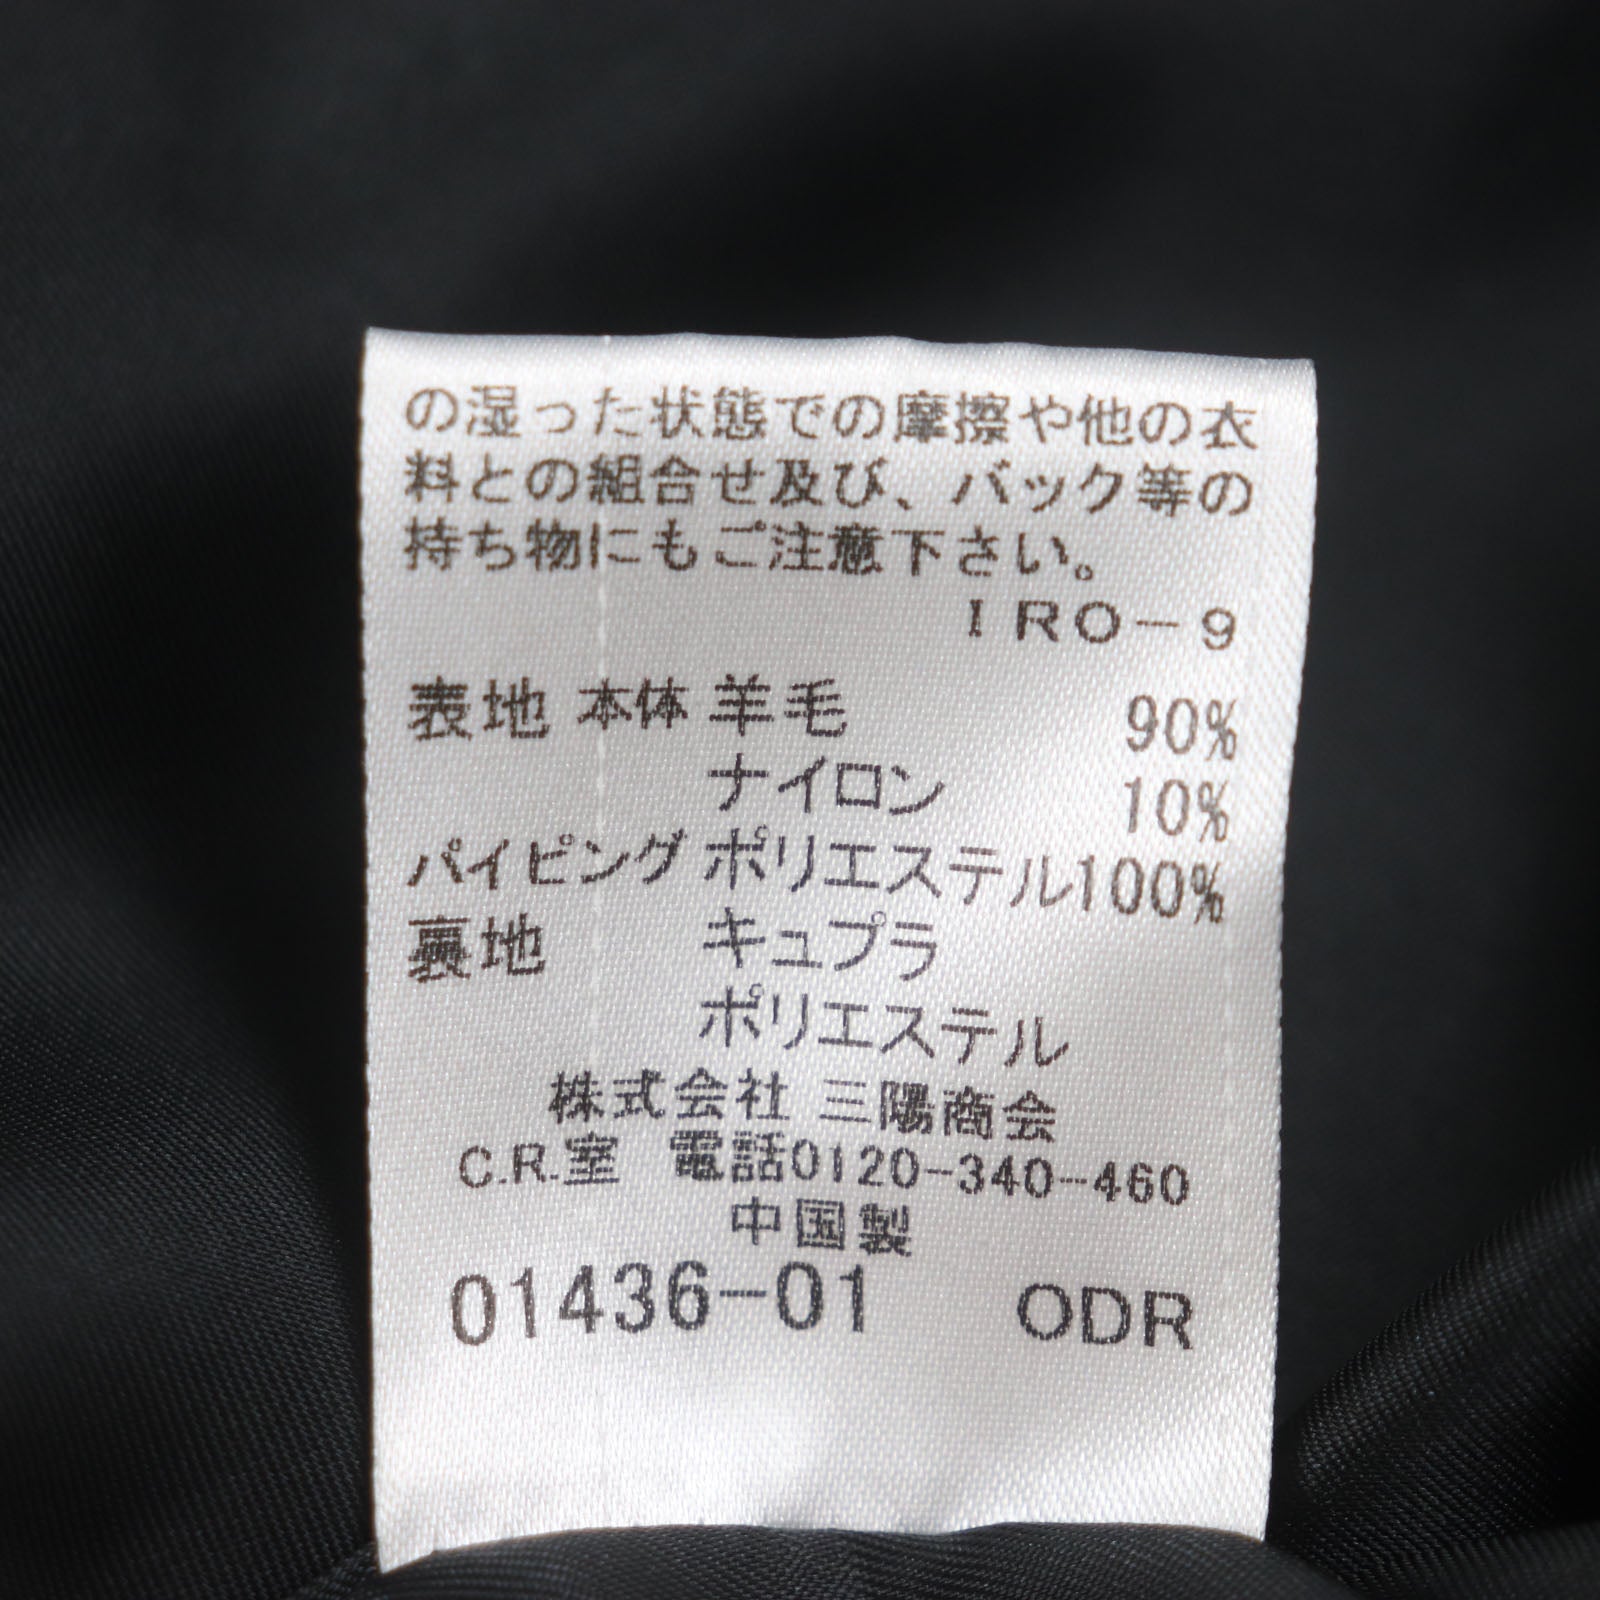 の湿った状態での摩擦や他の衣
料との組合せ及び、バック等の
持ち物にもご注意下さい。
ＩＲＯ－９
表地 本体 羊毛 90%
ナイロン 10%
パイピング ポリエステル100%
裏地 キュプラ
ポリエステル
株式会社 三陽商会
C.R.室 電話0120-340-460
中国製
01436-01 ODR